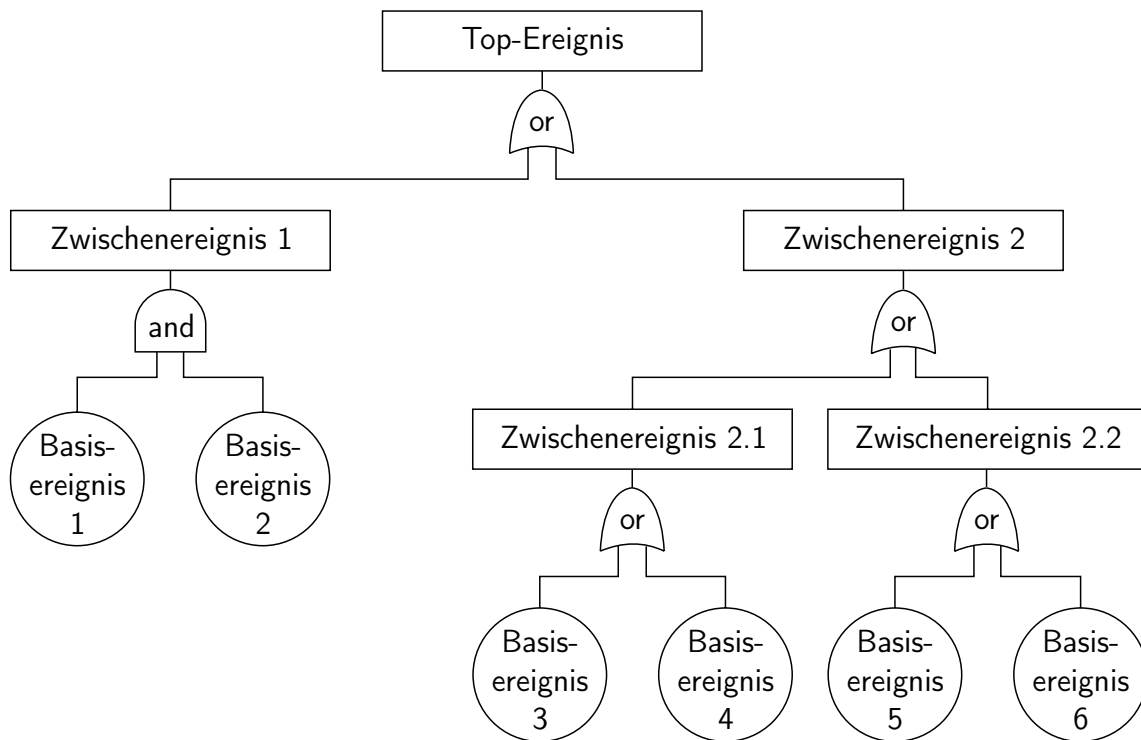 Top-Ereignis
or
Zwischenereignis 1
Zwischenereignis 2
and
or
Zwischenereignis 2.1
Zwischenereignis 2.2
Basis-
ereignis
1
Basis-
ereignis
2
or
or
Basis-
ereignis
3
Basis-
ereignis
4
Basis-
ereignis
5
Basis-
ereignis
6